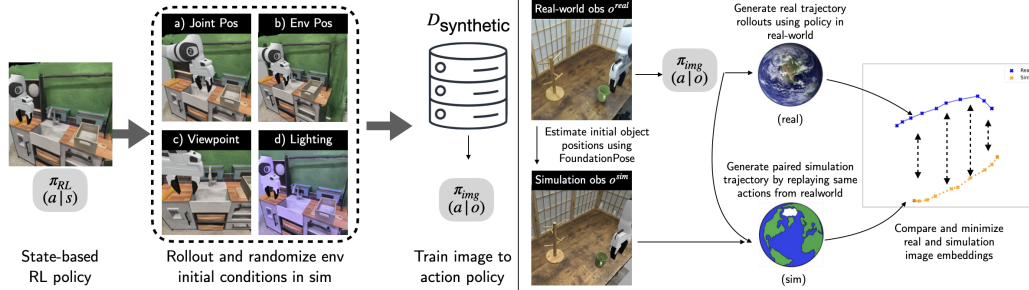 a) Joint Pos
b) Env Pos
c) Viewpoint
d) Lighting
π_RL
(a | s)
State-based
RL policy
Rollout and randomize env
initial conditions in sim
D_synthetic
π_img
(a | o)
Train image to
action policy
Real-world obs o^real
Estimate initial object
positions using
FoundationPose
Simulation obs o^sim
π_img
(a | o)
Generate real trajectory
rollouts using policy in
real-world
(real)
Generate paired simulation
trajectory by replaying same
actions from realworld
(sim)
Compare and minimize
real and simulation
image embeddings